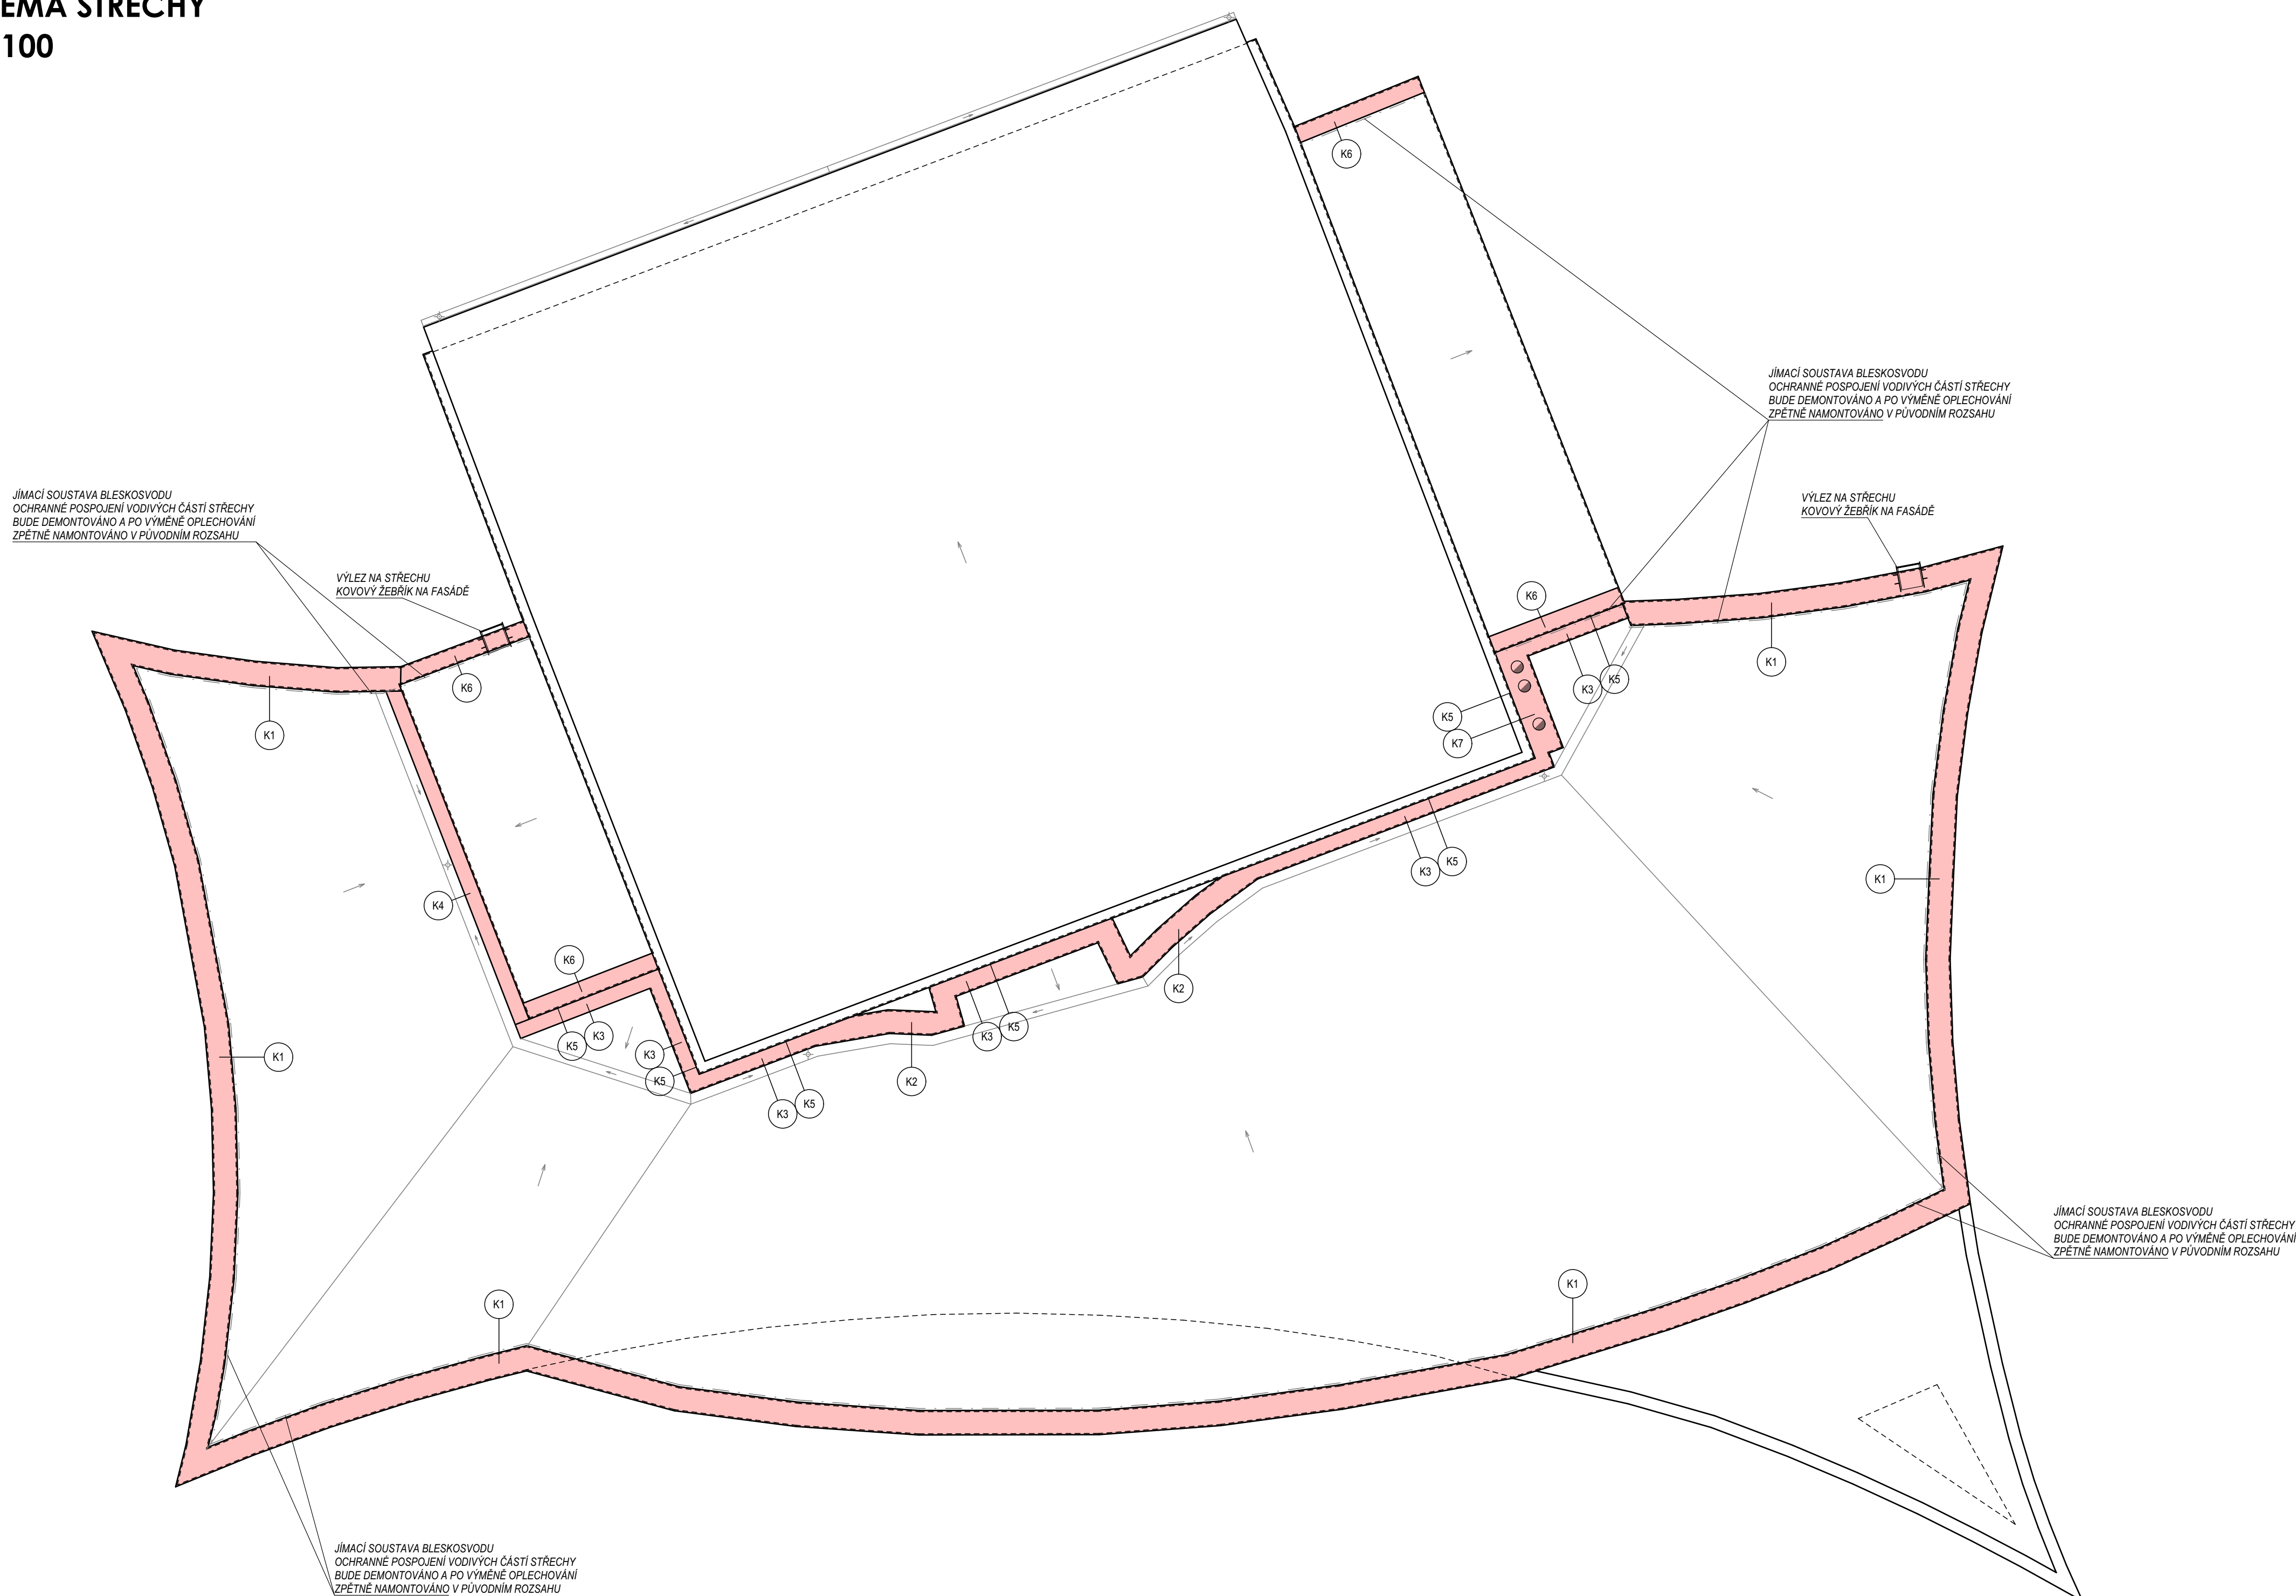 EMA STŘECHY
100
K6
JÍMACÍ SOUSTAVA BLESKOSVODU
OCHRANNÉ POSPOJENÍ VODIVÝCH ČÁSTÍ STŘECHY
BUDE DEMONTOVÁNO A PO VÝMĚNĚ OPLECHOVÁNÍ
ZPĚTNĚ NAMONTOVÁNO V PŮVODNÍM ROZSAHU
JÍMACÍ SOUSTAVA BLESKOSVODU
OCHRANNÉ POSPOJENÍ VODIVÝCH ČÁSTÍ STŘECHY
BUDE DEMONTOVÁNO A PO VÝMĚNĚ OPLECHOVÁNÍ
ZPĚTNĚ NAMONTOVÁNO V PŮVODNÍM ROZSAHU
VÝLEZ NA STŘECHU
KOVOVÝ ŽEBŘÍK NA FASÁDĚ
VÝLEZ NA STŘECHU
KOVOVÝ ŽEBŘÍK NA FASÁDĚ
K6
K1
K6
K3
K5
K5
K1
K7
K3
K5
K1
K4
K6
K2
K5
K3
K3
K5
K3
K5
K1
K2
K3
K5
K1
K1
JÍMACÍ SOUSTAVA BLESKOSVODU
OCHRANNÉ POSPOJENÍ VODIVÝCH ČÁSTÍ STŘECHY
BUDE DEMONTOVÁNO A PO VÝMĚNĚ OPLECHOVÁNÍ
ZPĚTNĚ NAMONTOVÁNO V PŮVODNÍM ROZSAHU
JÍMACÍ SOUSTAVA BLESKOSVODU
OCHRANNÉ POSPOJENÍ VODIVÝCH ČÁSTÍ STŘECHY
BUDE DEMONTOVÁNO A PO VÝMĚNĚ OPLECHOVÁNÍ
ZPĚTNĚ NAMONTOVÁNO V PŮVODNÍM ROZSAHU